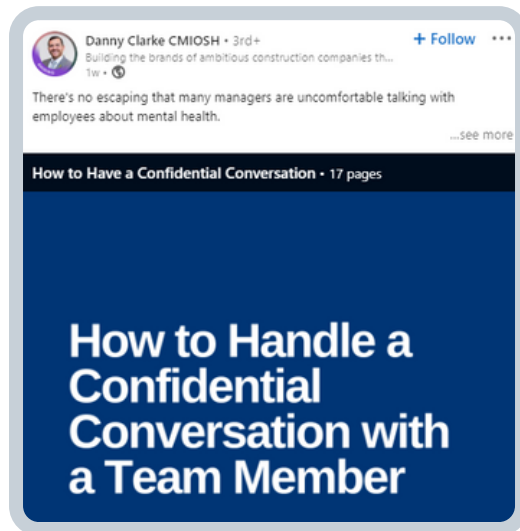 Danny Clarke CMIOSH • 3rd+
+ Follow ...
Building the brands of ambitious construction companies th...
1w •
There's no escaping that many managers are uncomfortable talking with
employees about mental health.
...see more
How to Have a Confidential Conversation • 17 pages
How to Handle a
Confidential
Conversation with
a Team Member